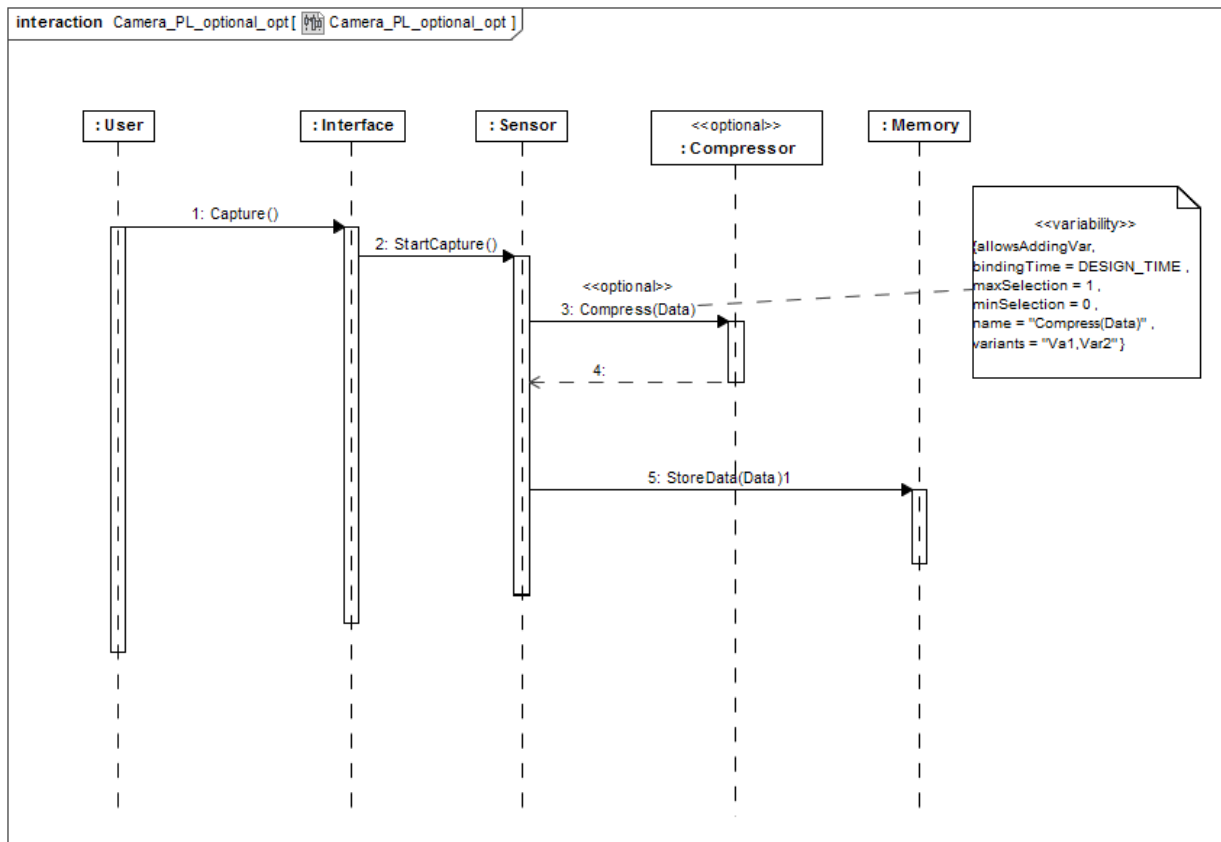 interaction Camera_PL_optional_opt [ Camera_PL_optional_opt ]
: User
: Interface
: Sensor
<<optional>>
: Compressor
: Memory
1: Capture()
2: StartCapture()
<<optional>>
3: Compress(Data)
4:
5: StoreData(Data)1
<<variability>>
{allowsAddingVar,
bindingTime = DESIGN_TIME ,
maxSelection = 1 ,
minSelection = 0 ,
name = "Compress(Data)" ,
variants = "Va1,Var2" }